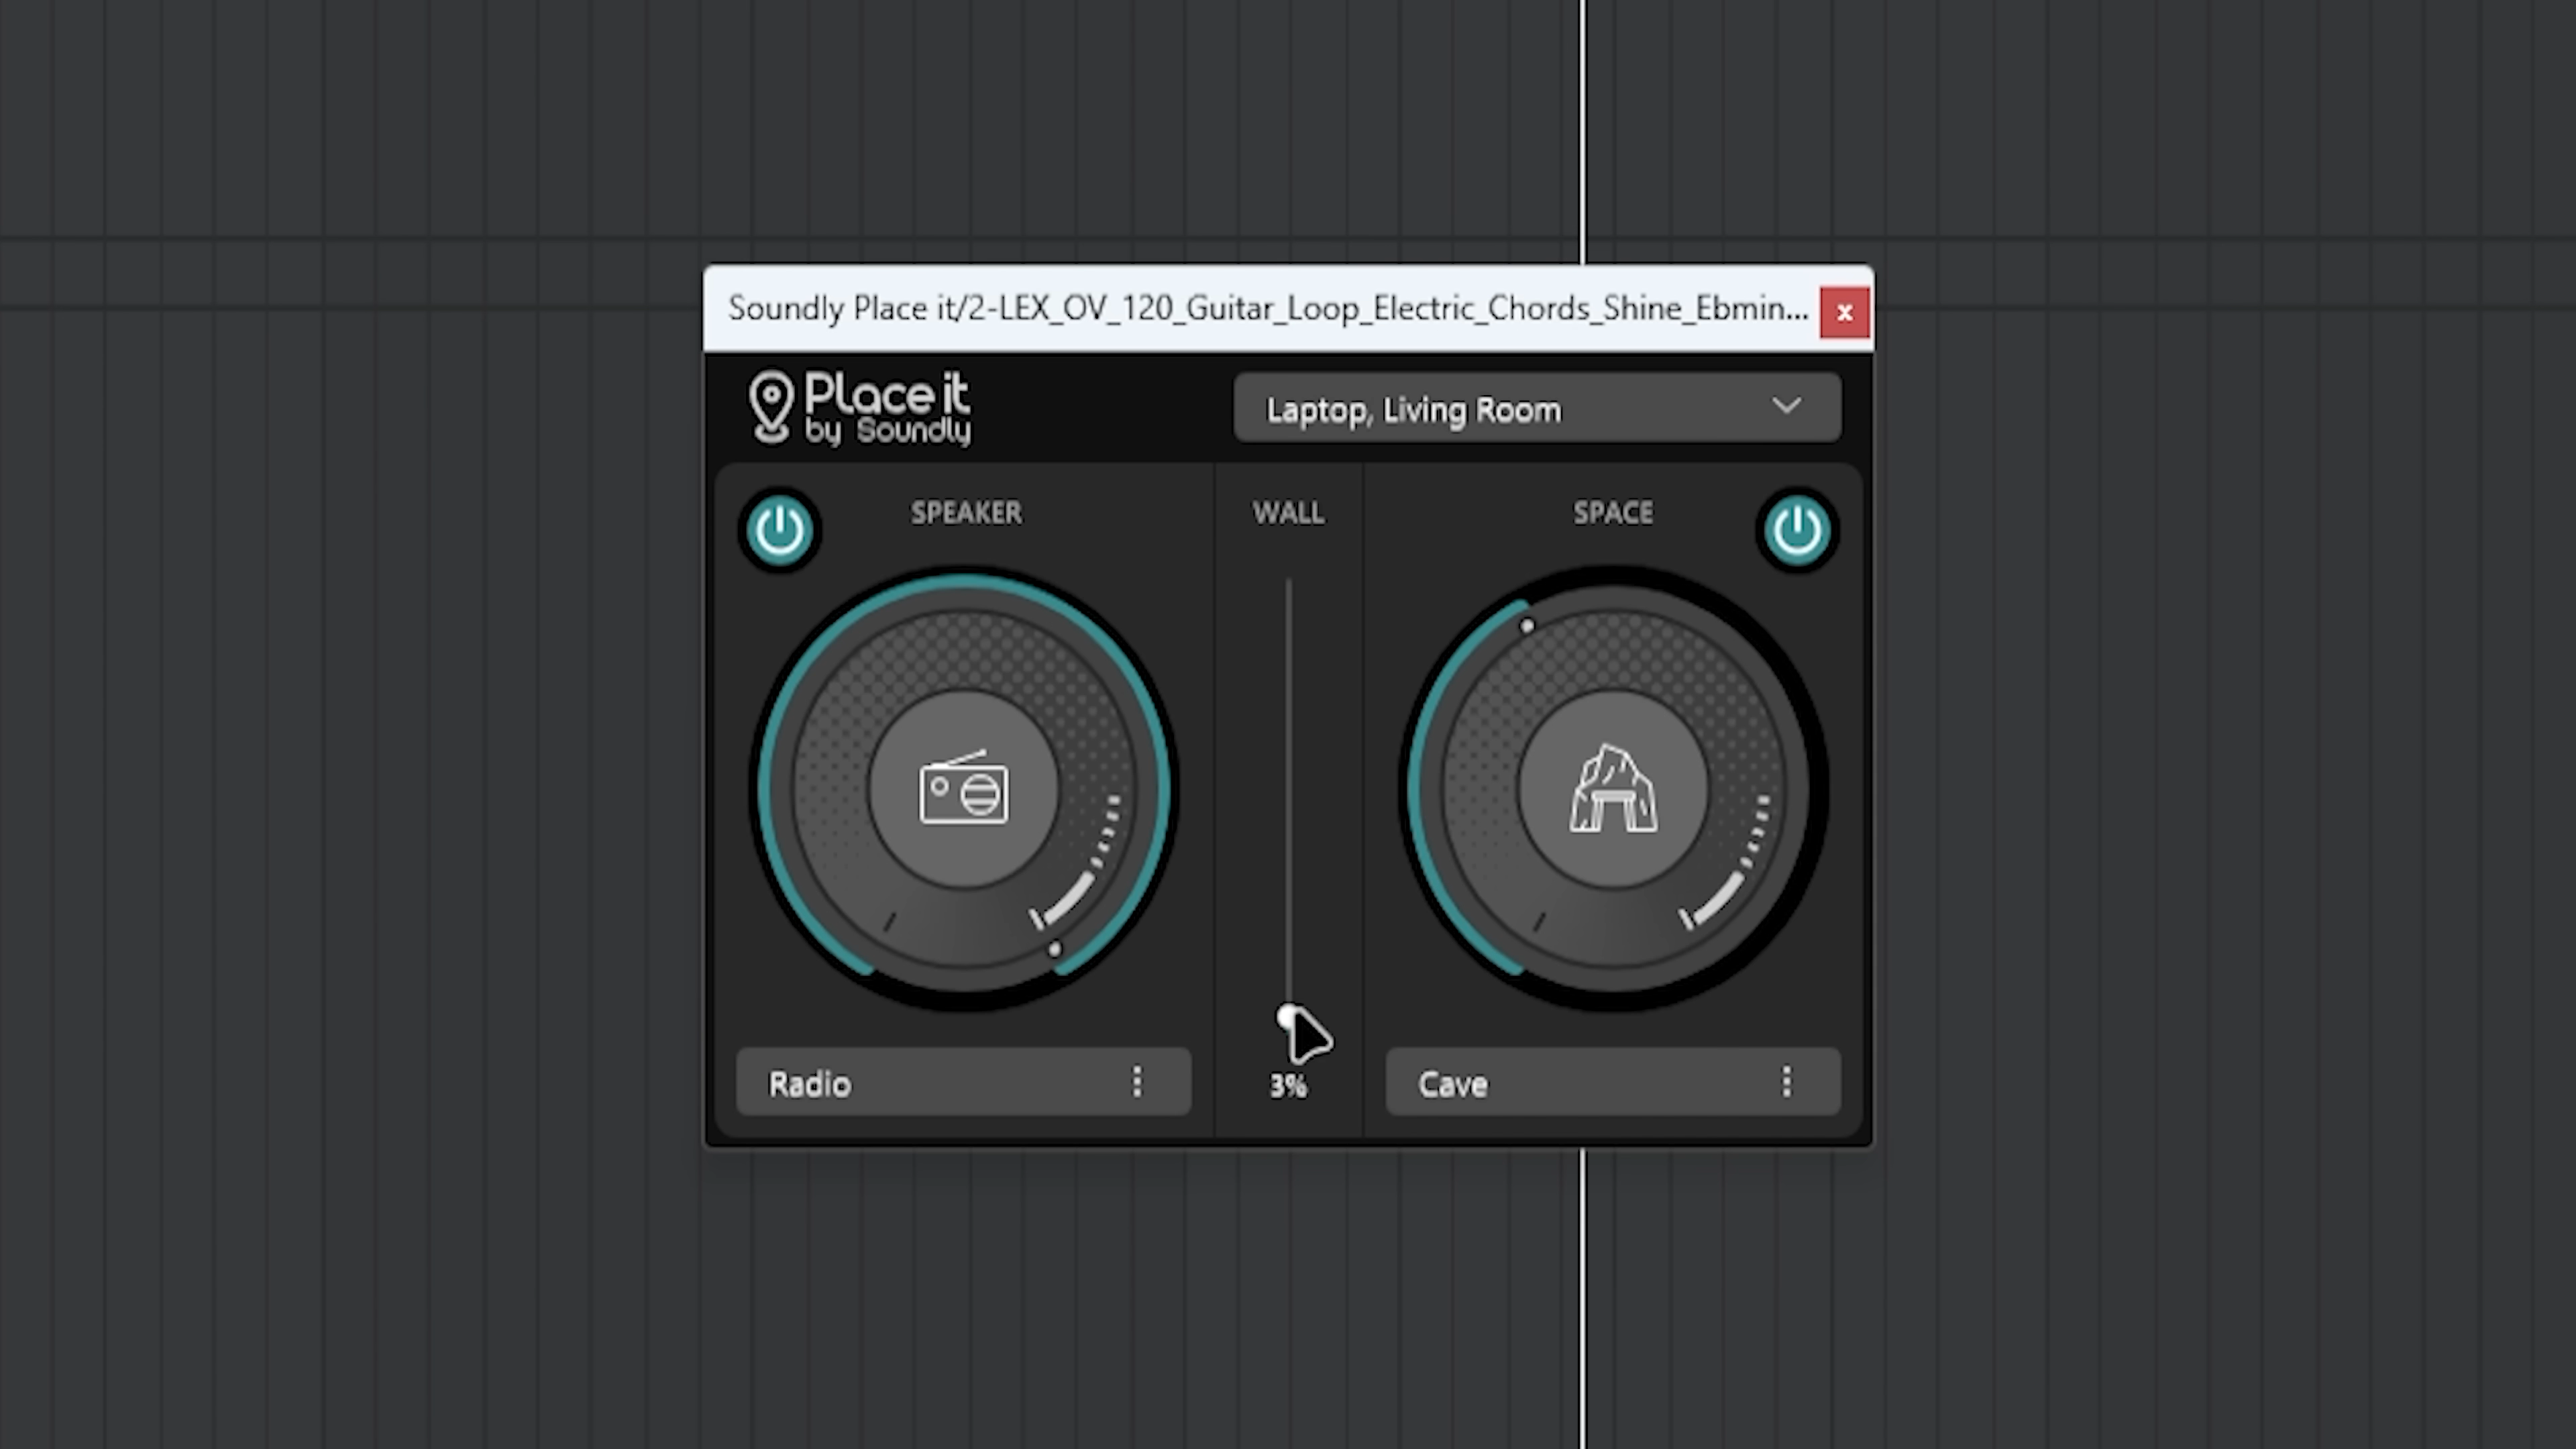 Soundly Place it/2-LEX_OV_120_Guitar_Loop_Electric_Chords_Shine_Ebmin...
x
Place it
by Soundly
Laptop, Living Room
SPEAKER
WALL
SPACE
Radio
3%
Cave